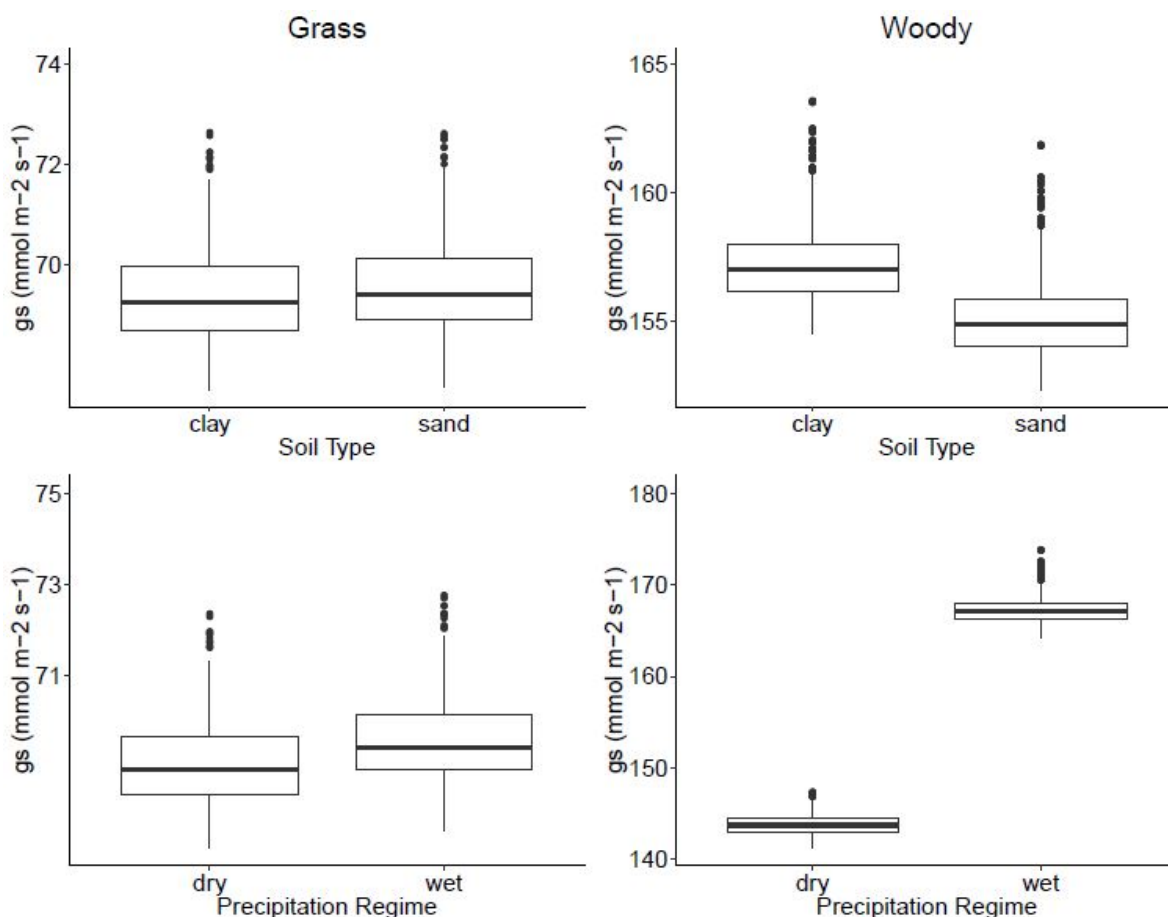 Grass
Woody
74
72
70
gs (mmol m−2 s−1)
clay
sand
Soil Type
165
160
155
gs (mmol m−2 s−1)
clay
sand
Soil Type
75
73
71
gs (mmol m−2 s−1)
dry
wet
Precipitation Regime
180
170
160
150
140
gs (mmol m−2 s−1)
dry
wet
Precipitation Regime